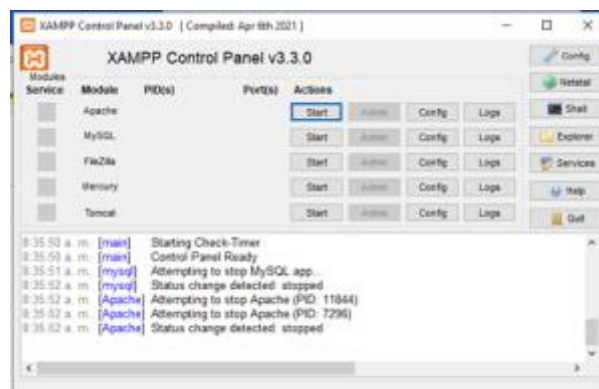 XAMPP Control Panel v3.3.0 [ Compiled: Apr 6th 2021 ]
XAMPP Control Panel v3.3.0
Config
Modules
Service Module PID(s) Port(s) Actions
Netstat
Apache Start Admin Config Logs
Shell
MySQL Start Admin Config Logs
Explorer
FileZilla Start Admin Config Logs
Services
Mercury Start Admin Config Logs
Help
Tomcat Start Admin Config Logs
Quit
8:35:50 a. m. [main] Starting Check-Timer
8:35:50 a. m. [main] Control Panel Ready
8:35:51 a. m. [mysql] Attempting to stop MySQL app...
8:35:52 a. m. [mysql] Status change detected: stopped
8:35:52 a. m. [Apache] Attempting to stop Apache (PID: 11844)
8:35:52 a. m. [Apache] Attempting to stop Apache (PID: 7296)
8:35:52 a. m. [Apache] Status change detected: stopped